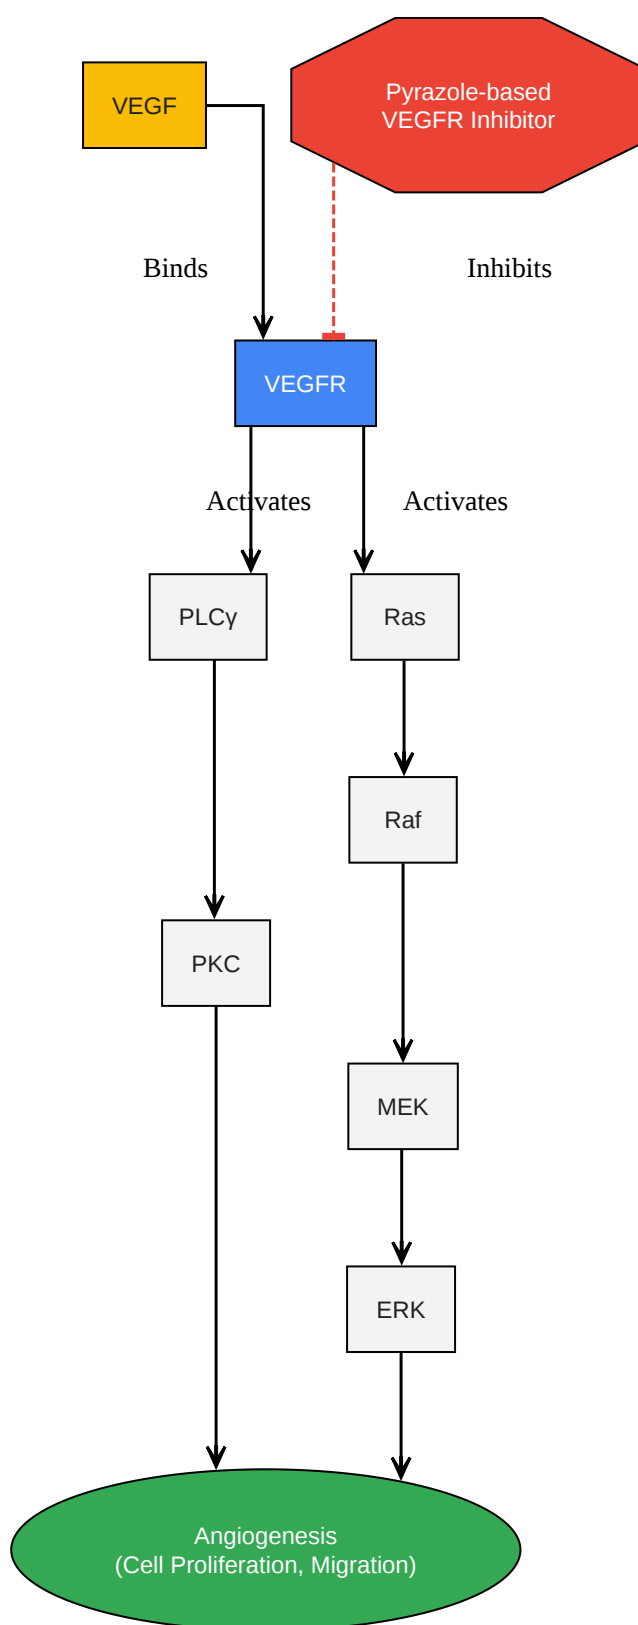 VEGF
Pyrazole-based
VEGFR Inhibitor
Binds
Inhibits
VEGFR
Activates
Activates
PLCγ
Ras
Raf
PKC
MEK
ERK
Angiogenesis
(Cell Proliferation, Migration)